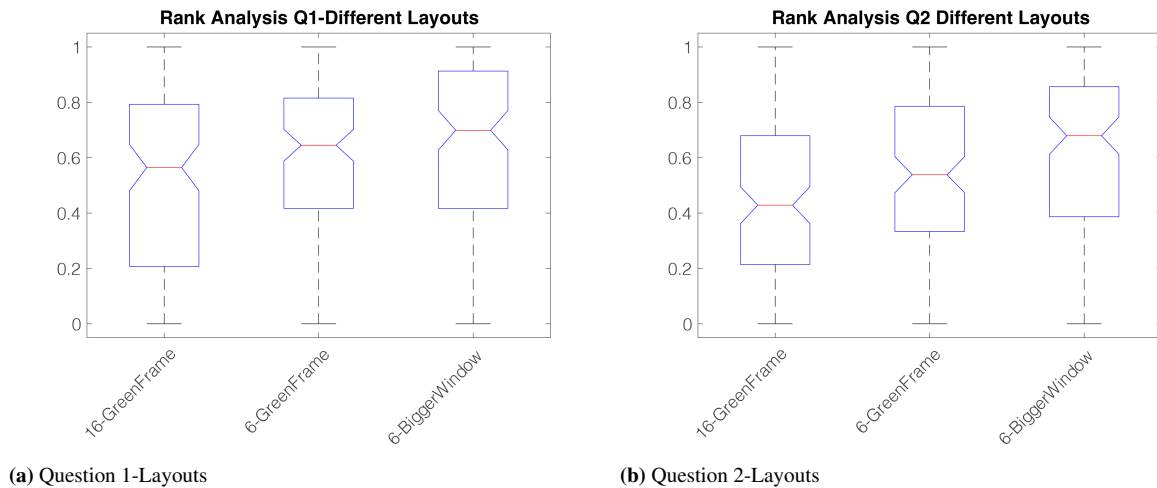 Rank Analysis Q1-Different Layouts
1
0.8
0.6
0.4
0.2
0
16-GreenFrame
6-GreenFrame
6-BiggerWindow
(a) Question 1-Layouts
Rank Analysis Q2 Different Layouts
1
0.8
0.6
0.4
0.2
0
16-GreenFrame
6-GreenFrame
6-BiggerWindow
(b) Question 2-Layouts